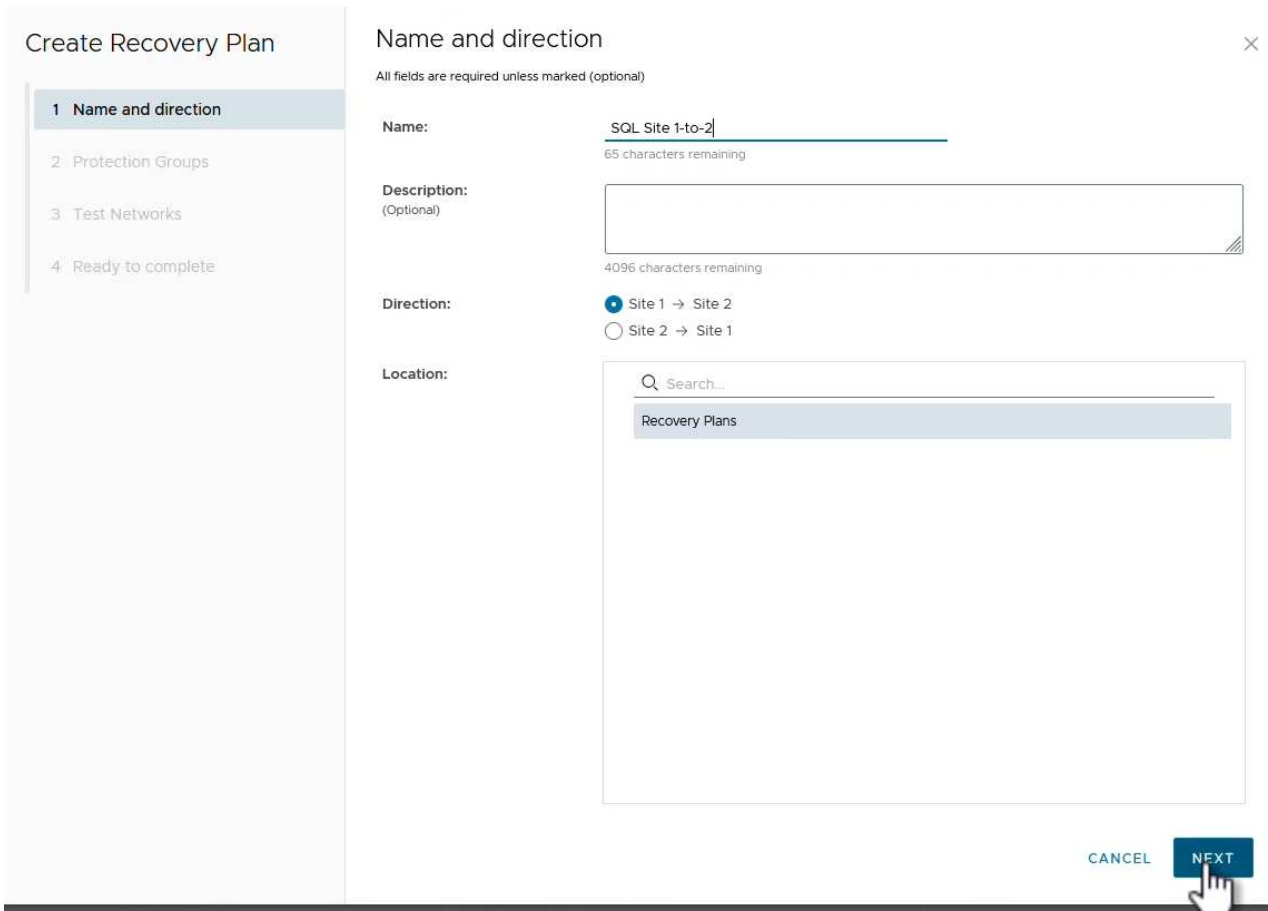 Create Recovery Plan
1 Name and direction
2 Protection Groups
3 Test Networks
4 Ready to complete
Name and direction
All fields are required unless marked (optional)
Name:
SQL Site 1-to-2
65 characters remaining
Description:
(Optional)
4096 characters remaining
Direction:
Site 1 → Site 2
Site 2 → Site 1
Location:
Search...
Recovery Plans
CANCEL NEXT